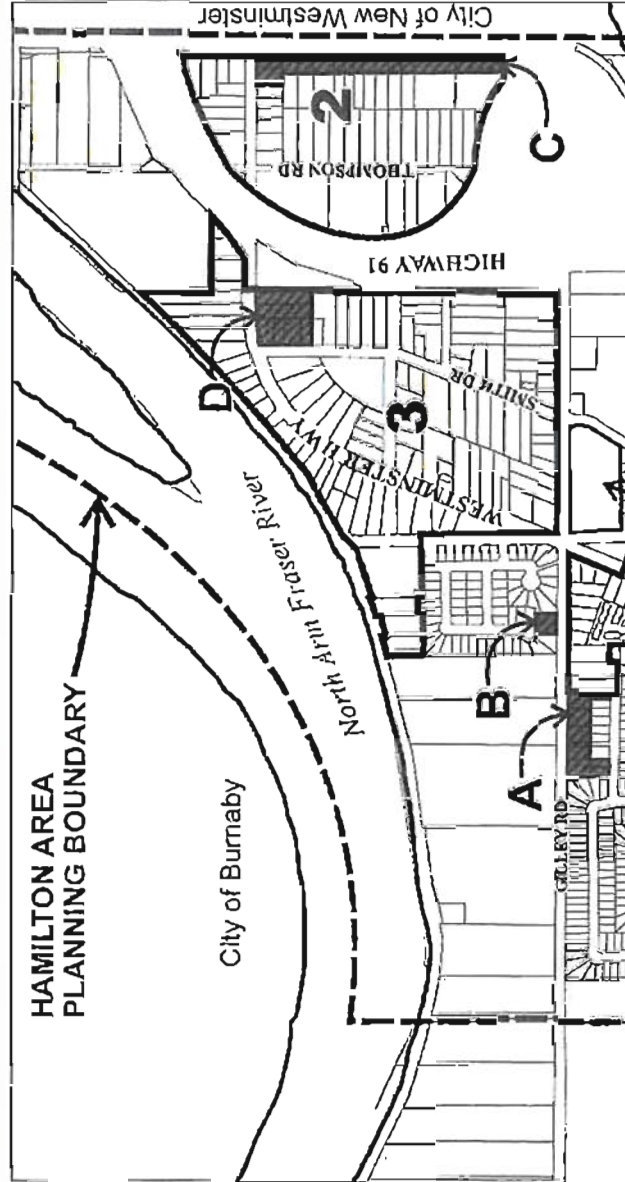 HAMILTON AREA
PLANNING BOUNDARY
City of Burnaby
North Arm Fraser River
City of New Westminster
2
THOMPSON RD
C
HIGHWAY 91
D
WESTMINSTER HWY
3
SMITH DR
B
A
GILLEY RD